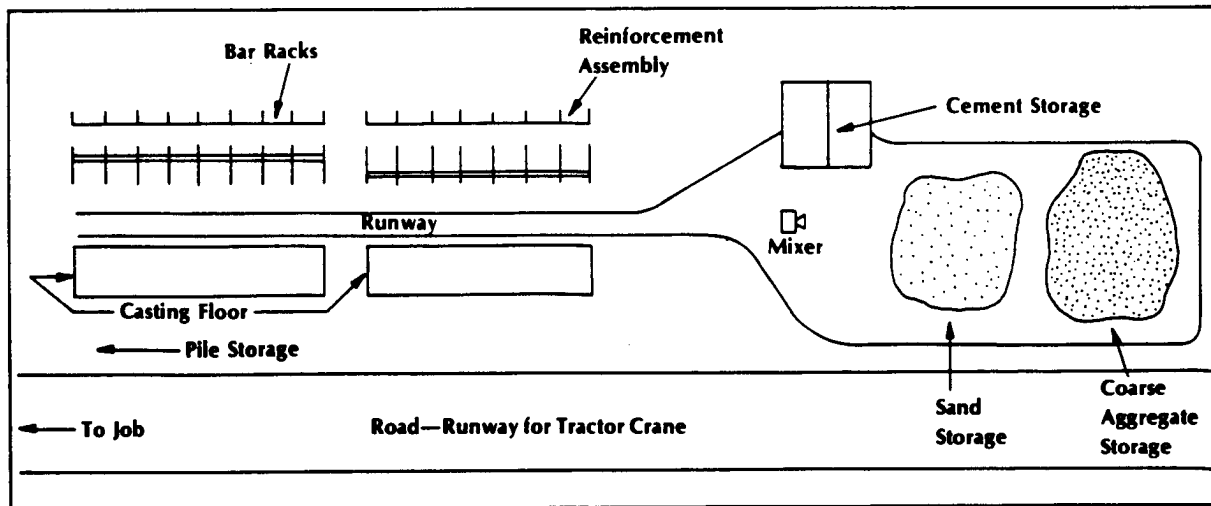 Bar Racks
Reinforcement
Assembly
Cement Storage
Runway
Mixer
Casting Floor
Pile Storage
To Job
Road—Runway for Tractor Crane
Sand
Storage
Coarse
Aggregate
Storage